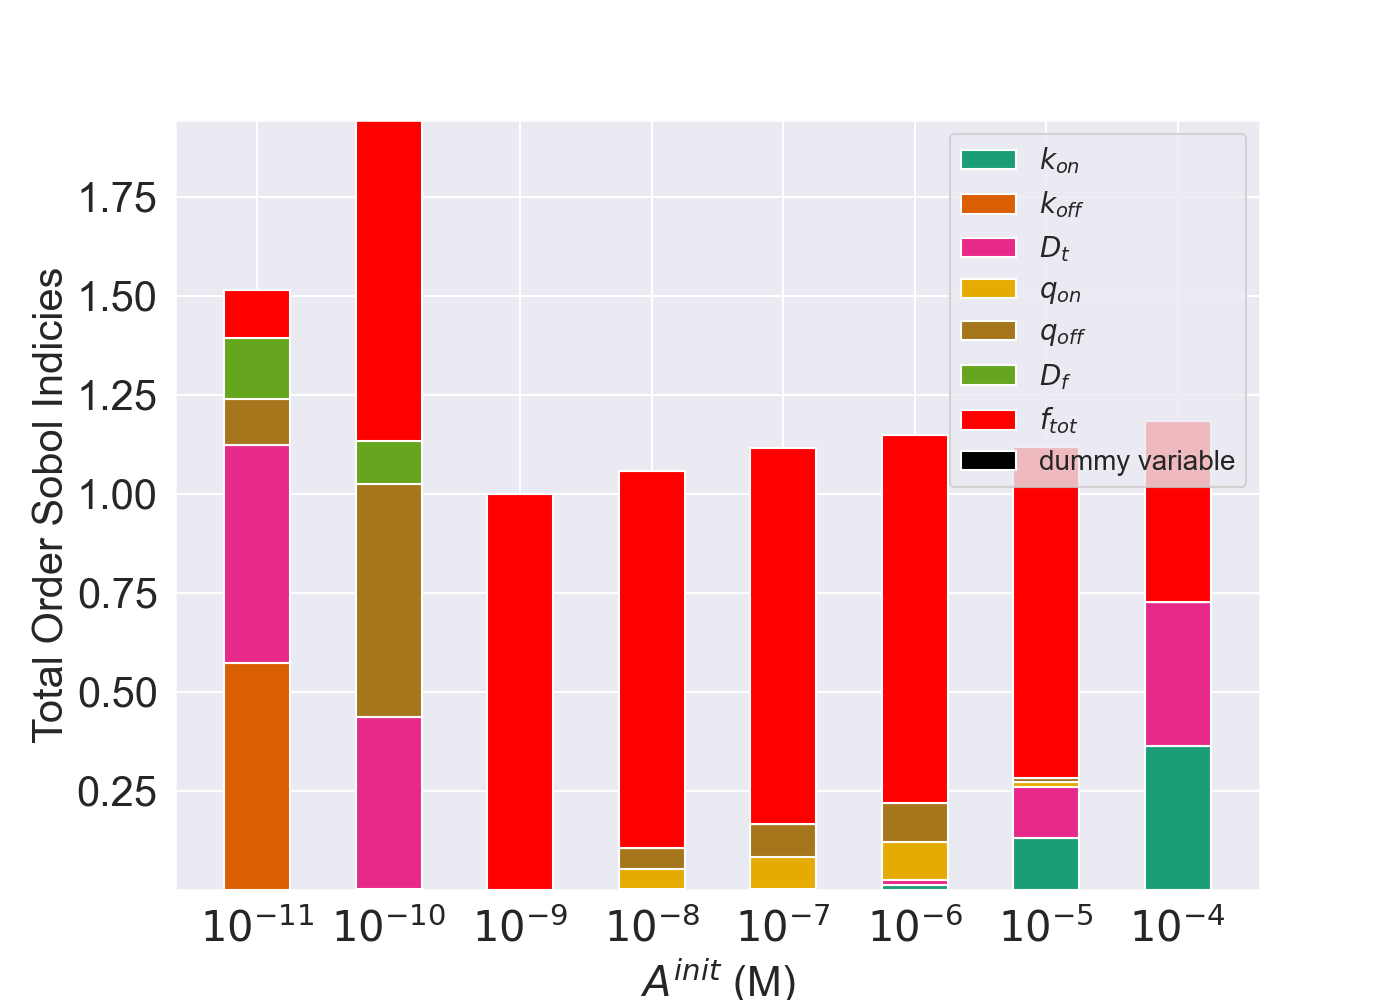 Total Order Sobol Indicies
1.75
1.50
1.25
1.00
0.75
0.50
0.25
k_on
k_off
D_t
q_on
q_off
D_f
f_tot
dummy variable
10^−11 10^−10 10^−9 10^−8 10^−7 10^−6 10^−5 10^−4
A^init (M)